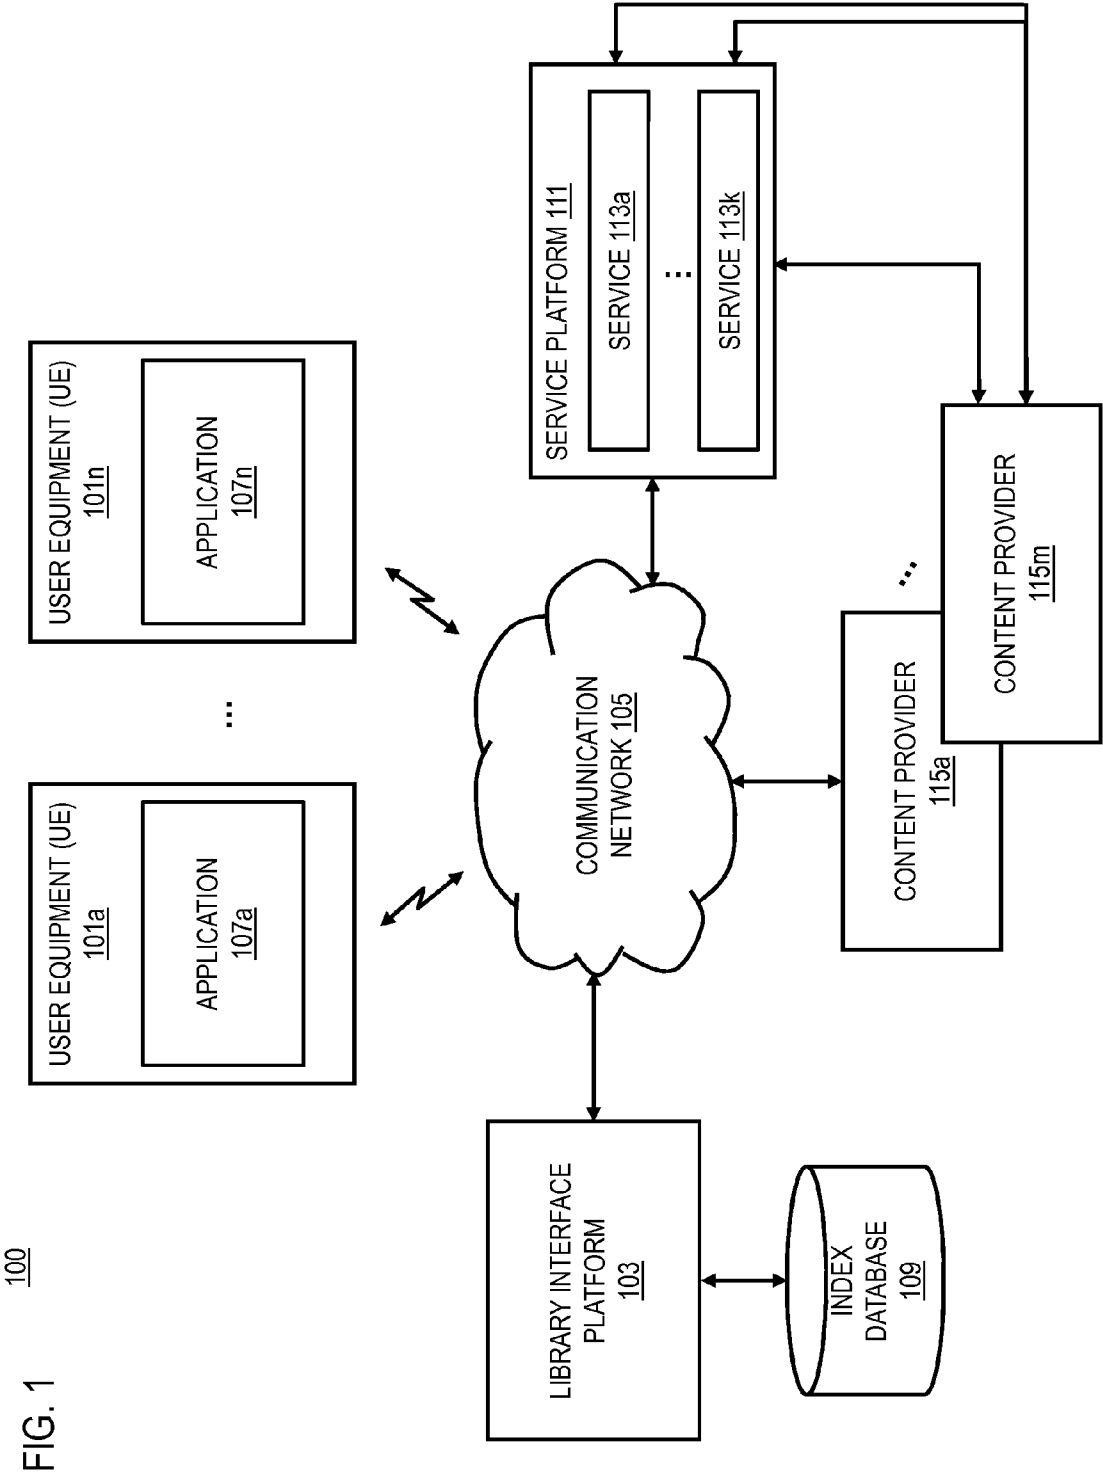 FIG. 1
100
USER EQUIPMENT (UE)
101a
APPLICATION
107a
...
USER EQUIPMENT (UE)
101n
APPLICATION
107n
LIBRARY INTERFACE
PLATFORM
103
INDEX
DATABASE
109
COMMUNICATION
NETWORK 105
SERVICE PLATFORM 111
SERVICE 113a
...
SERVICE 113k
CONTENT PROVIDER
115a
...
CONTENT PROVIDER
115m